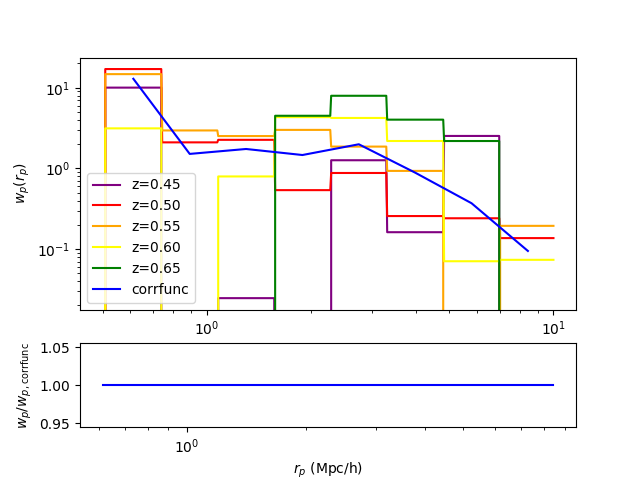 10¹
10⁰
10⁻¹
w_p(r_p)
z=0.45
z=0.50
z=0.55
z=0.60
z=0.65
corrfunc
10⁰
10¹
1.05
1.00
0.95
w_p/w_{p, corrfunc}
10⁰
r_p (Mpc/h)